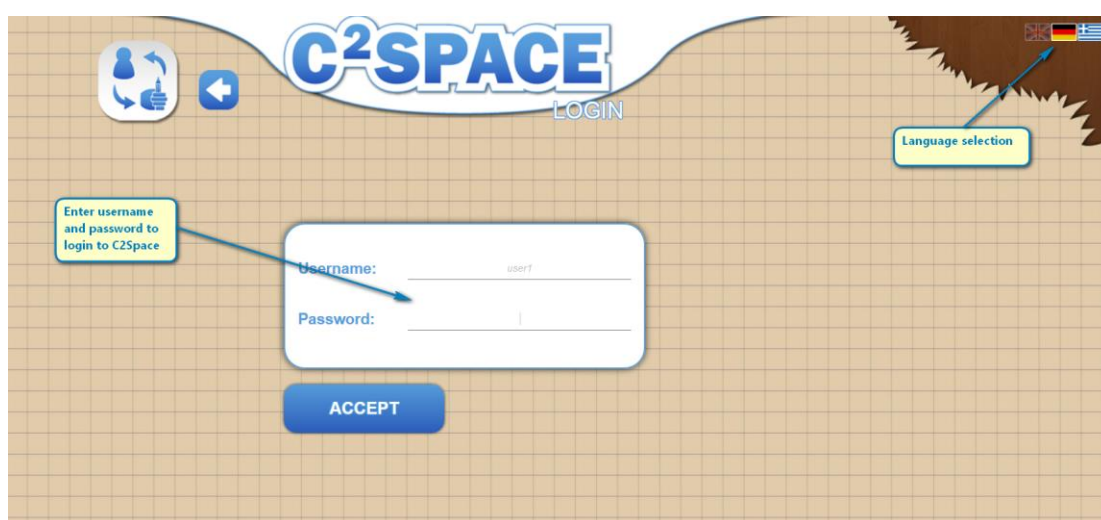 C²SPACE
LOGIN
Language selection
Enter username
and password to
login to C2Space
Username:
user1
Password:
ACCEPT